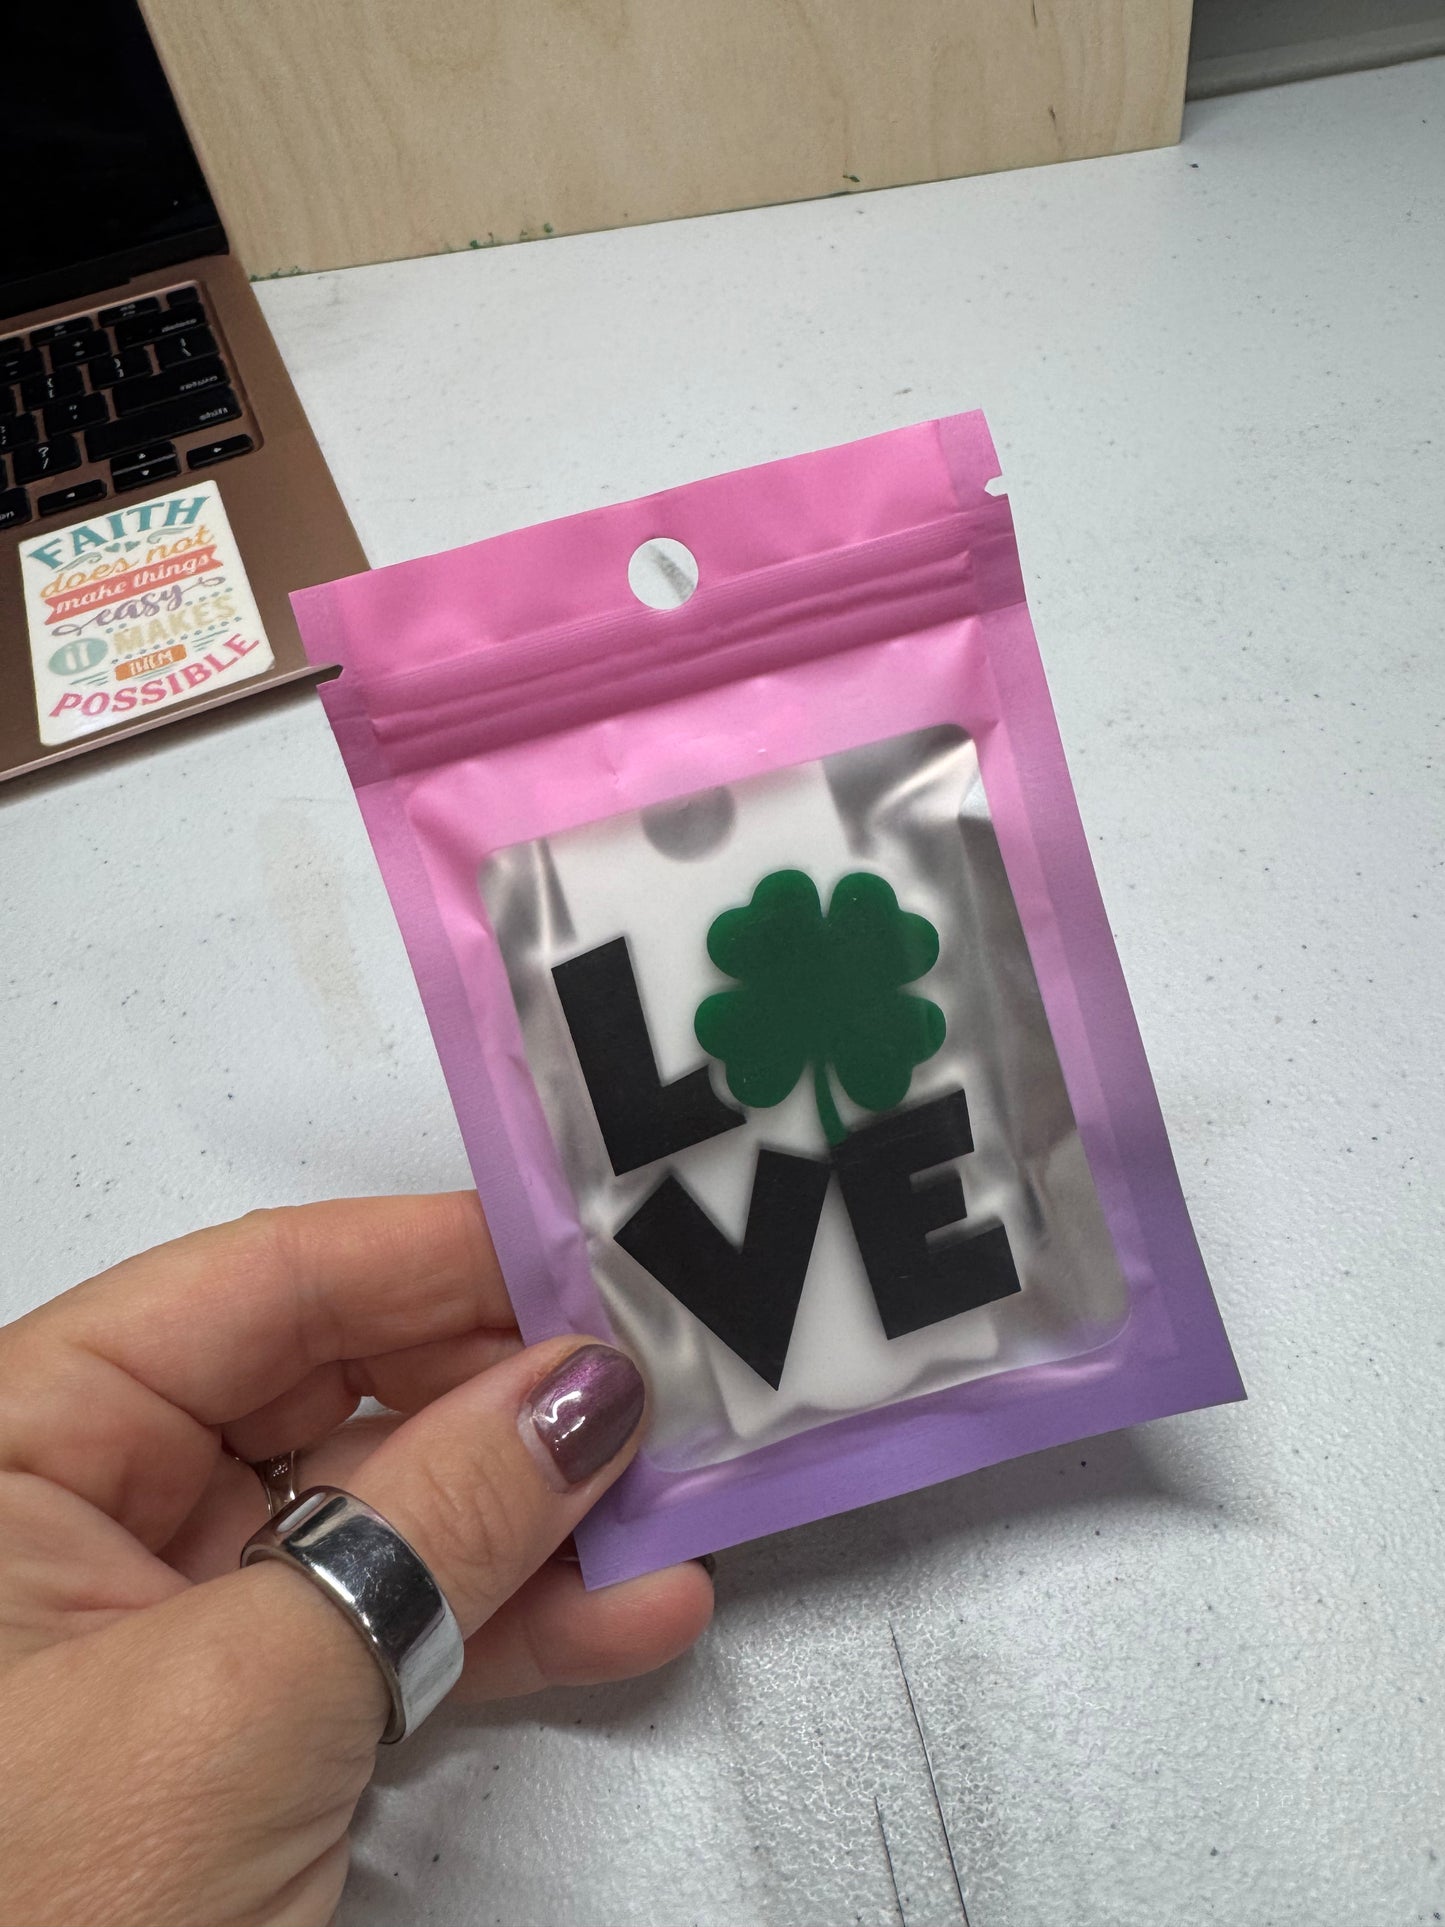 FAITH
does not
make things
easy
IT MAKES
THEM
POSSIBLE
L
VE